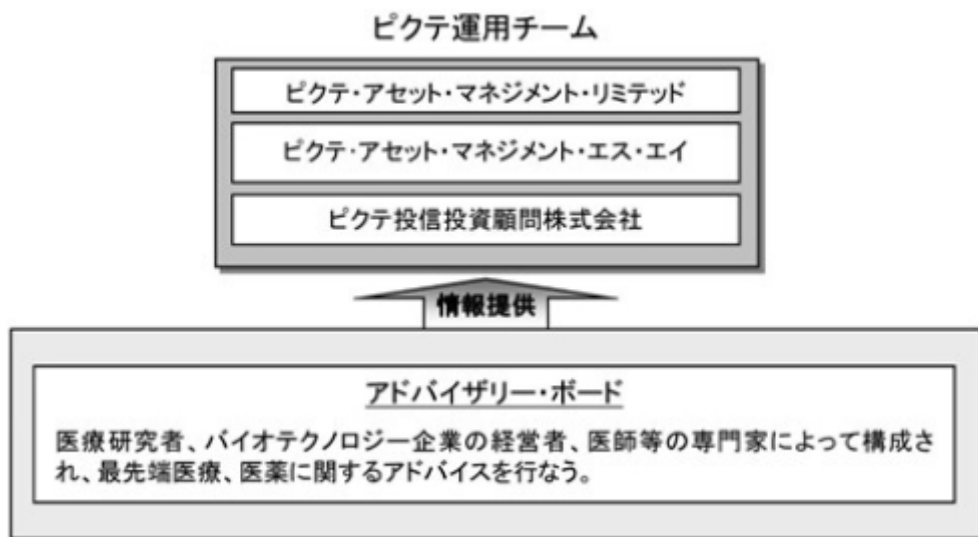 ピクテ運用チーム
ピクテ・アセット・マネジメント・リミテッド
ピクテ・アセット・マネジメント・エス・エイ
ピクテ投信投資顧問株式会社
情報提供
アドバイザリー・ボード
医療研究者、バイオテクノロジー企業の経営者、医師等の専門家によって構成さ
れ、最先端医療、医薬に関するアドバイスを行なう。